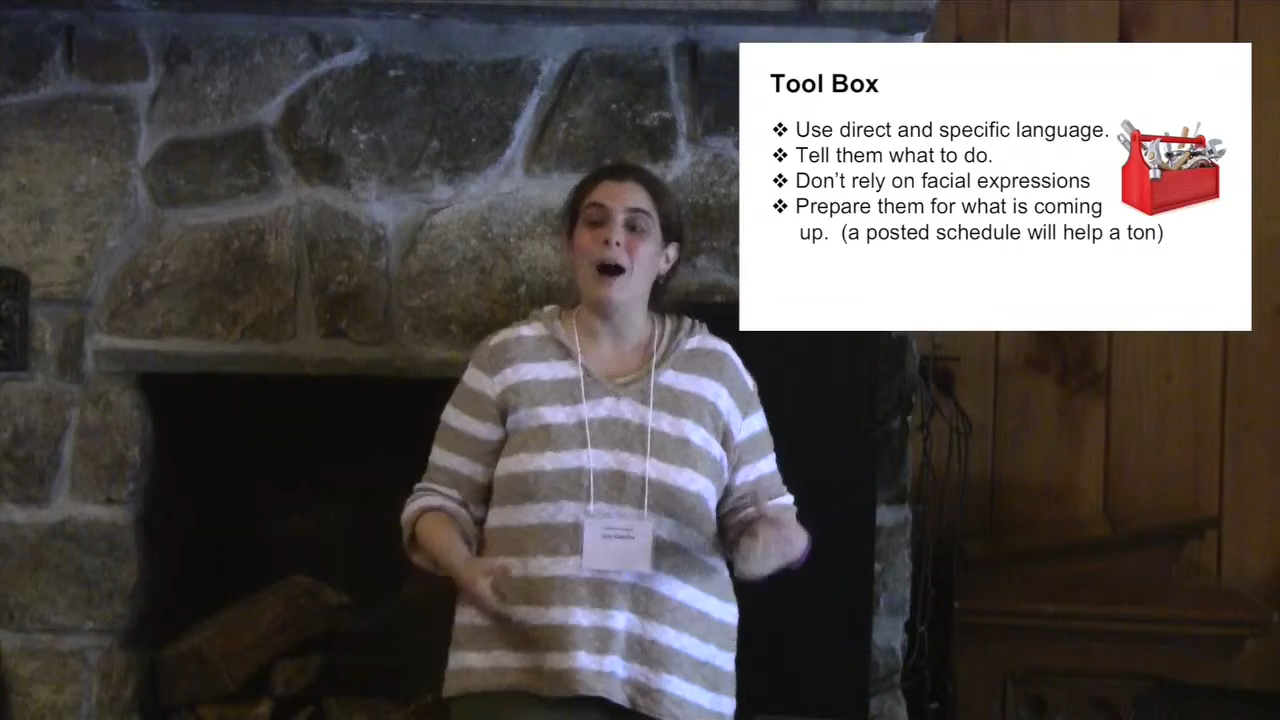 Tool Box
❖ Use direct and specific language.
❖ Tell them what to do.
❖ Don’t rely on facial expressions
❖ Prepare them for what is coming
up. (a posted schedule will help a ton)